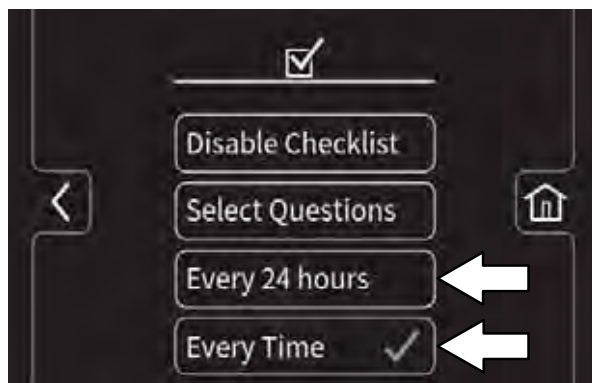 Disable Checklist
Select Questions
Every 24 hours
Every Time